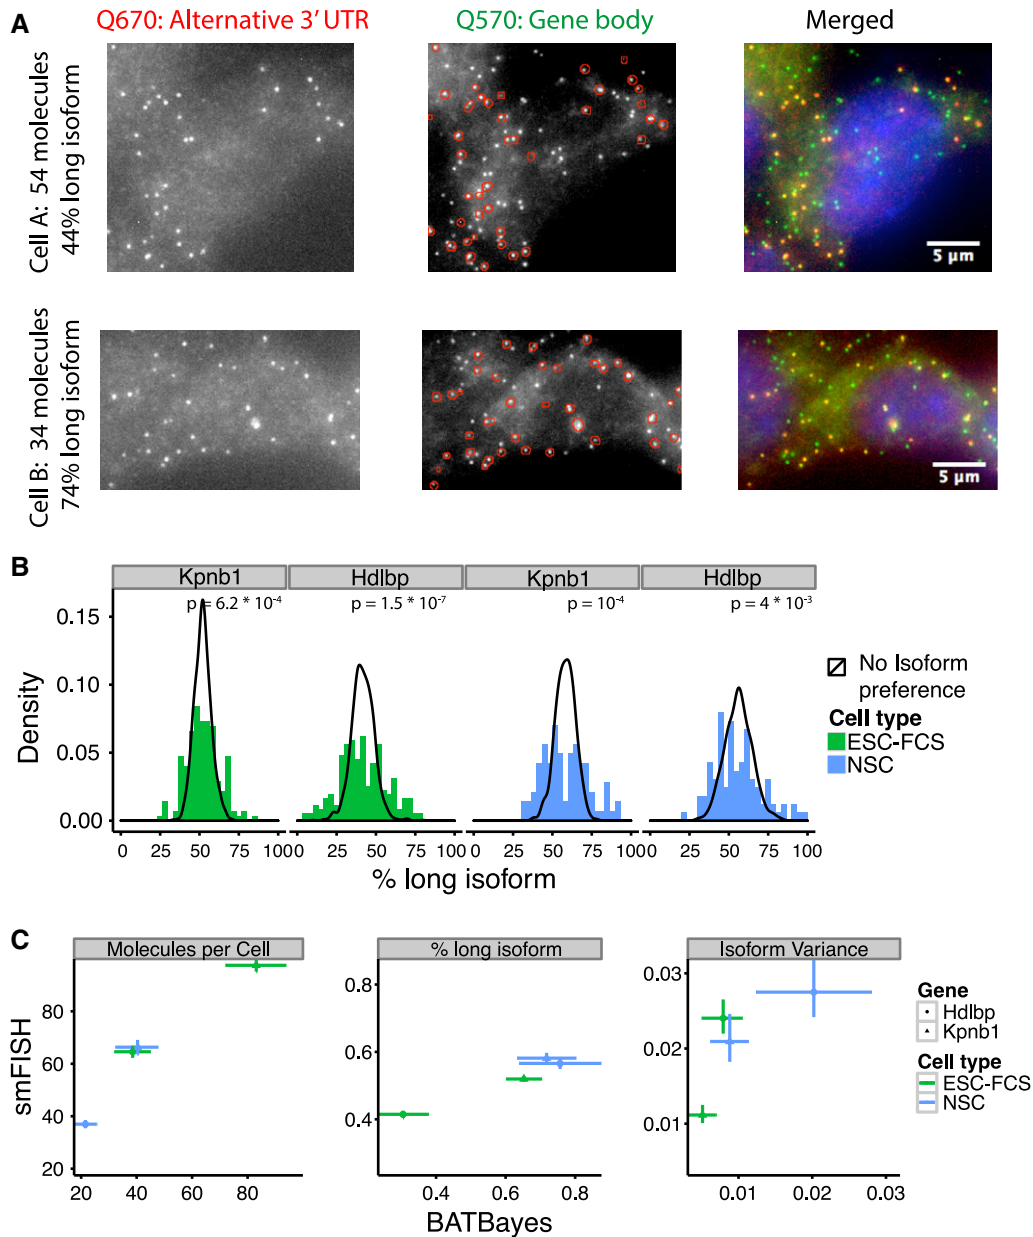 A
Q670: Alternative 3' UTR
Q570: Gene body
Merged
Cell A: 54 molecules
44% long isoform
5 µm
Cell B: 34 molecules
74% long isoform
5 µm
B
Kpnb1
Hdlbp
Kpnb1
Hdlbp
p = 6.2 * 10-4
p = 1.5 * 10-7
p = 10-4
p = 4 * 10-3
0.15
0.10
0.05
0.00
Density
0 25 50 75 100
0 25 50 75 100
0 25 50 75 100
0 25 50 75 100
% long isoform
No Isoform
preference
Cell type
ESC-FCS
NSC
C
Molecules per Cell
% long isoform
Isoform Variance
smFISH
80
60
40
20
20 40 60 80
0.8
0.6
0.4
0.4 0.6 0.8
0.03
0.02
0.01
0.01 0.02 0.03
BATBayes
Gene
Hdlbp
Kpnb1
Cell type
ESC-FCS
NSC